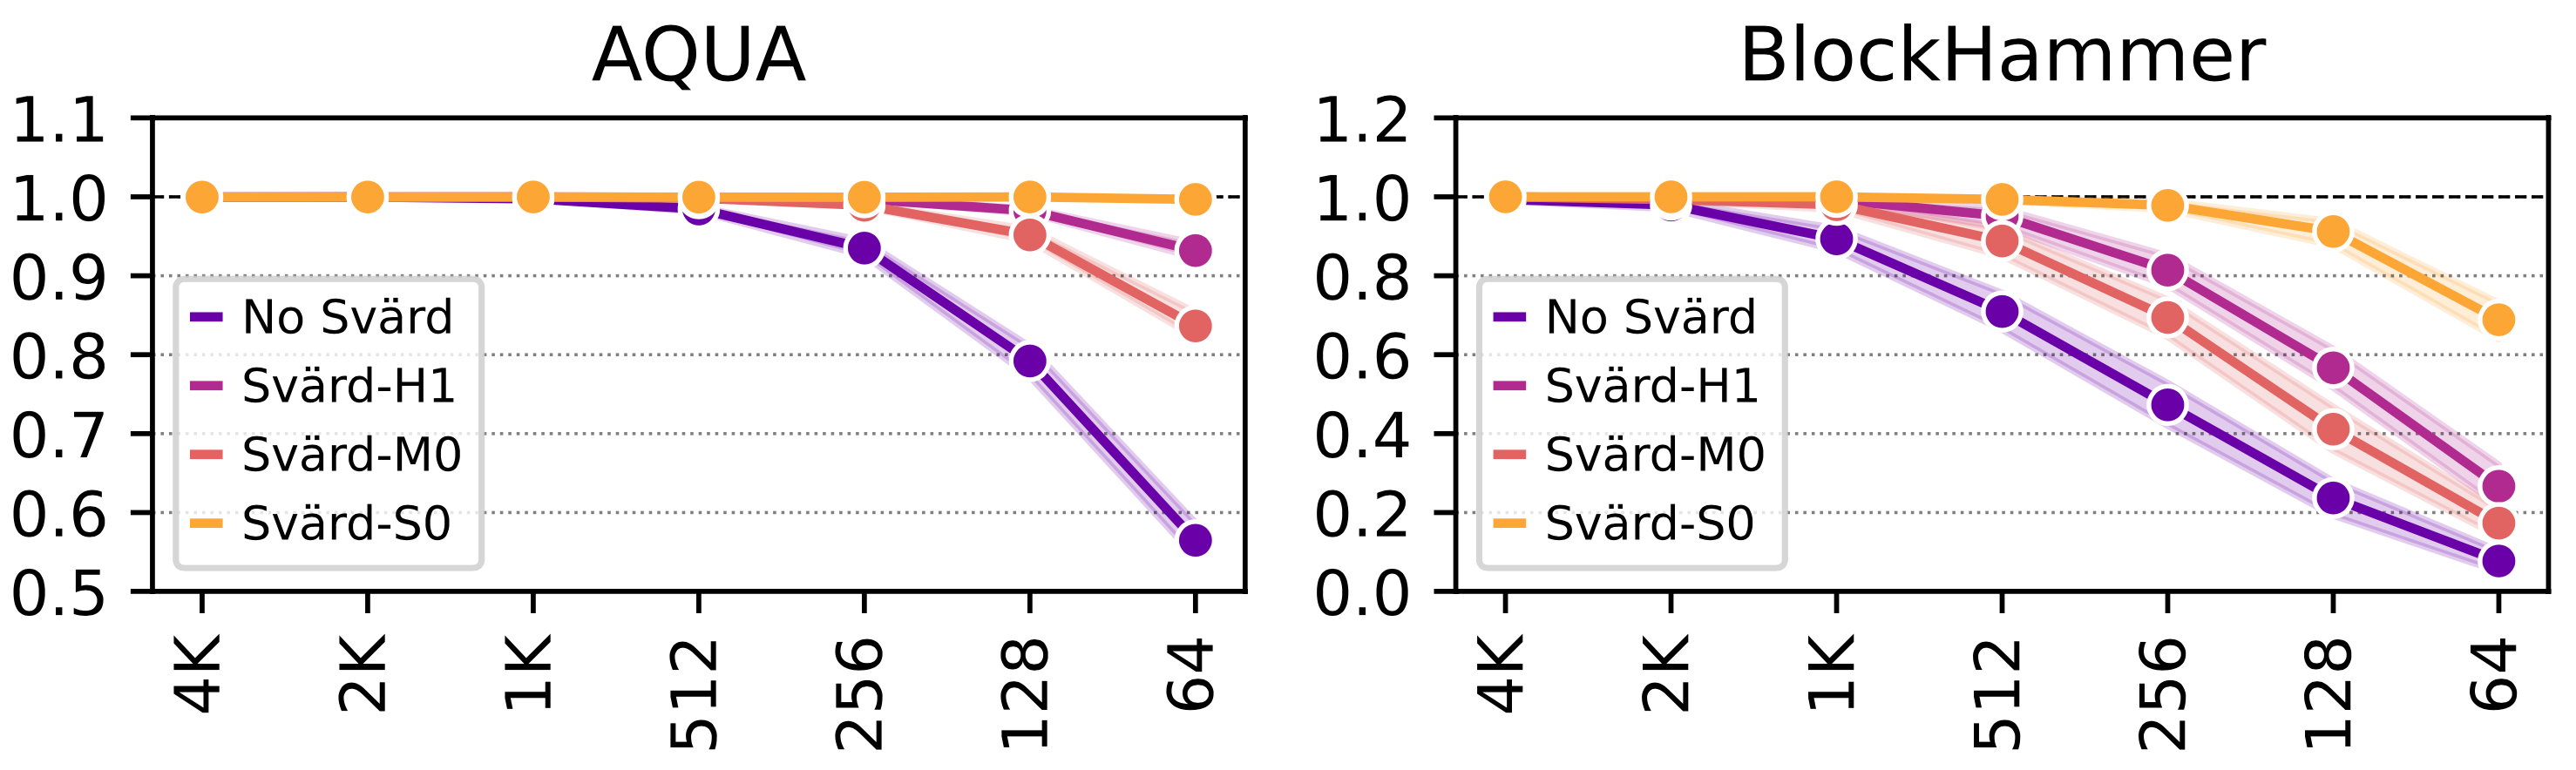 AQUA
1.1
1.0
0.9
0.8
0.7
0.6
0.5
No Svärd
Svärd-H1
Svärd-M0
Svärd-S0
4K
2K
1K
512
256
128
64
BlockHammer
1.2
1.0
0.8
0.6
0.4
0.2
0.0
No Svärd
Svärd-H1
Svärd-M0
Svärd-S0
4K
2K
1K
512
256
128
64